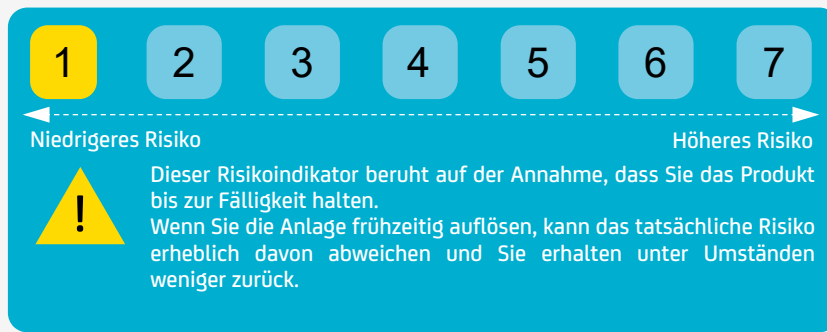 1 2 3 4 5 6 7
Niedrigeres Risiko Höheres Risiko
!
Dieser Risikoindikator beruht auf der Annahme, dass Sie das Produkt
bis zur Fälligkeit halten.
Wenn Sie die Anlage frühzeitig auflösen, kann das tatsächliche Risiko
erheblich davon abweichen und Sie erhalten unter Umständen
weniger zurück.